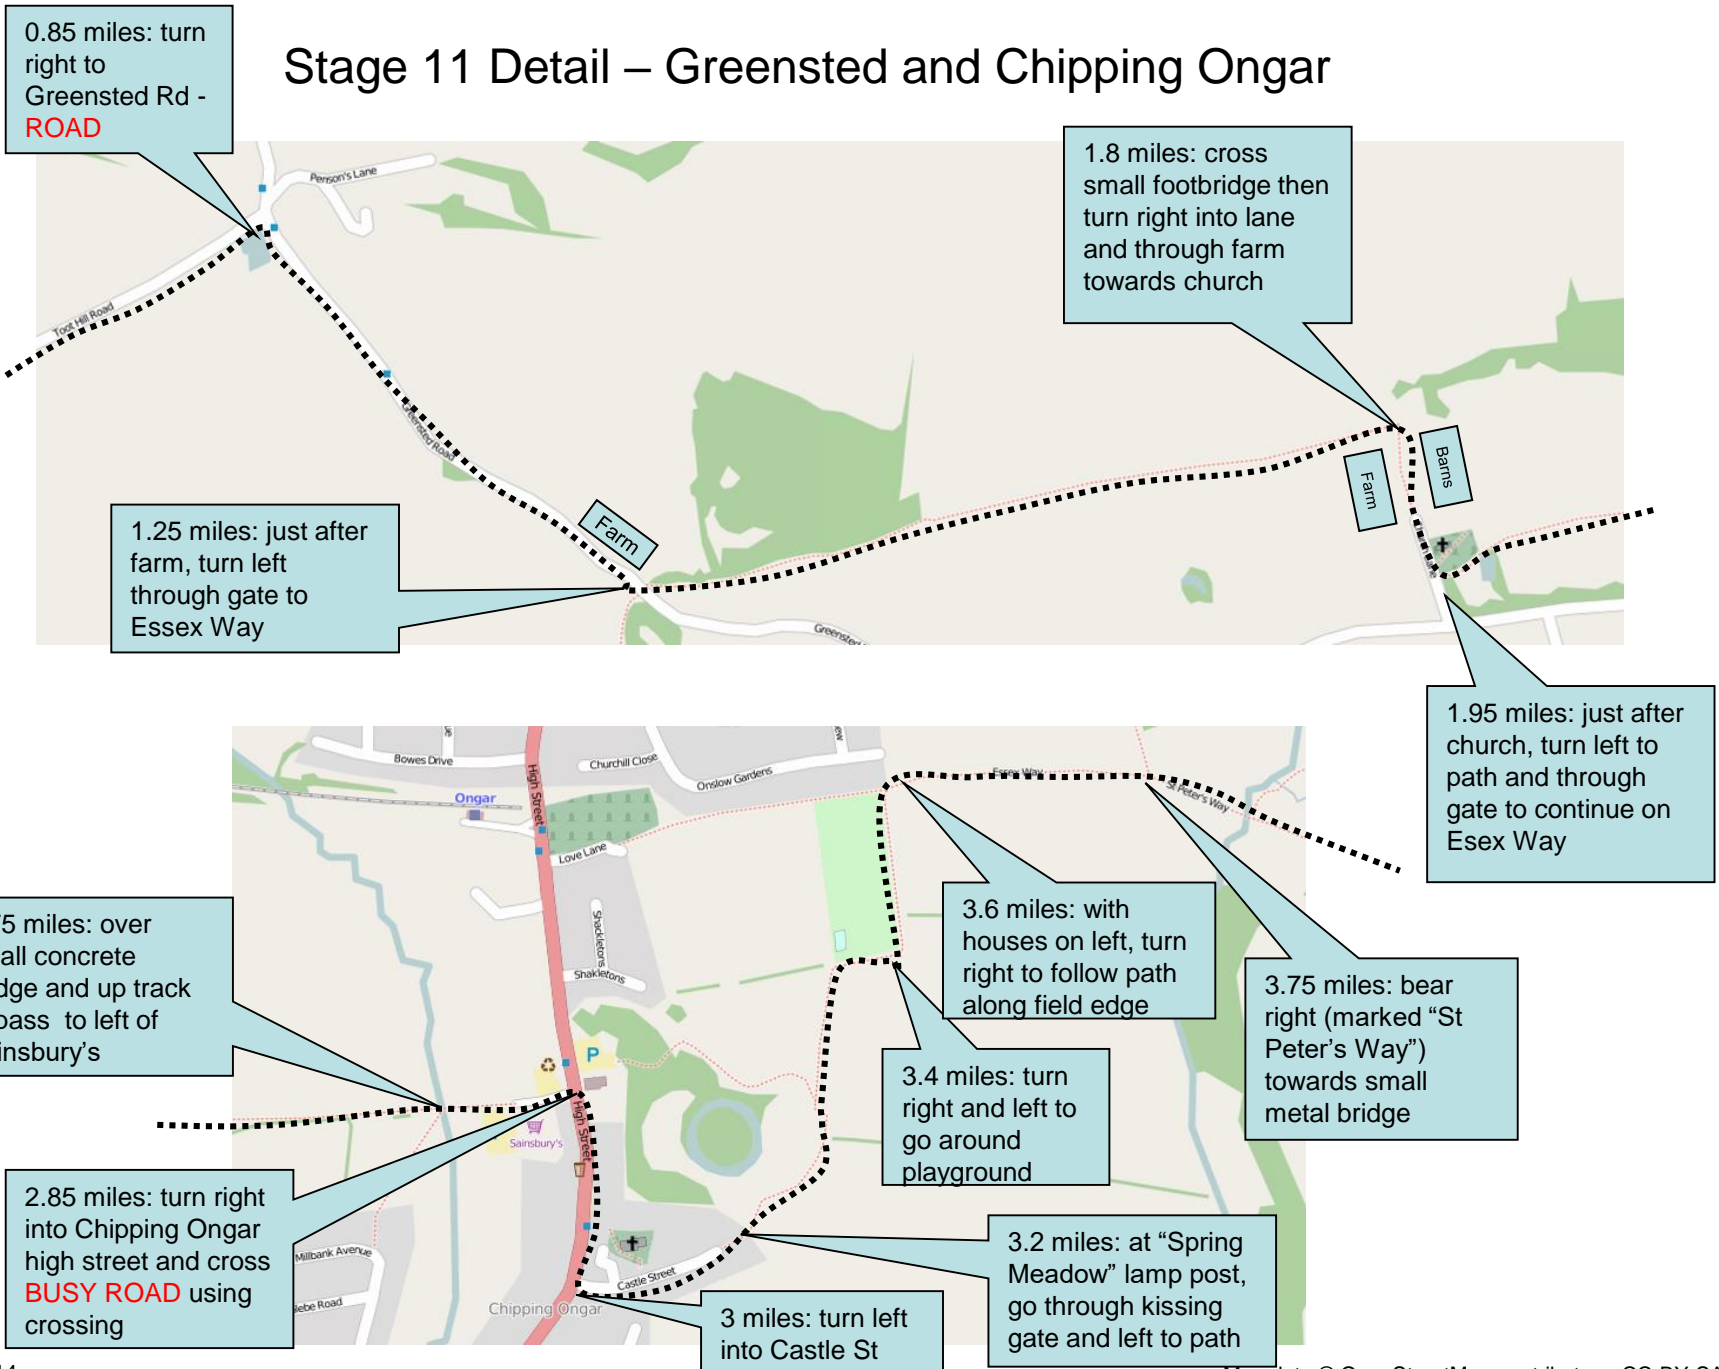 0.85 miles: turn
right to
Greensted Rd -
ROAD
Stage 11 Detail – Greensted and Chipping Ongar
1.8 miles: cross
small footbridge then
turn right into lane
and through farm
towards church
Penson's Lane
Toot Hill Road
Greensted Road
Farm
Barns
Farm
1.25 miles: just after
farm, turn left
through gate to
Essex Way
1.95 miles: just after
church, turn left to
path and through
gate to continue on
Esex Way
Bowes Drive
High Street
Churchill Close
Onslow Gardens
Essex Way
St Peter's Way
Ongar
Love Lane
Shackletons
Shakletons
75 miles: over
all concrete
dge and up track
pass to left of
insbury's
3.6 miles: with
houses on left, turn
right to follow path
along field edge
3.75 miles: bear
right (marked “St
Peter’s Way”)
towards small
metal bridge
P
3.4 miles: turn
right and left to
go around
playground
High Street
Sainsbury's
2.85 miles: turn right
into Chipping Ongar
high street and cross
BUSY ROAD using
crossing
Millbank Avenue
lebe Road
Castle Street
Chipping Ongar
3 miles: turn left
into Castle St
3.2 miles: at “Spring
Meadow” lamp post,
go through kissing
gate and left to path